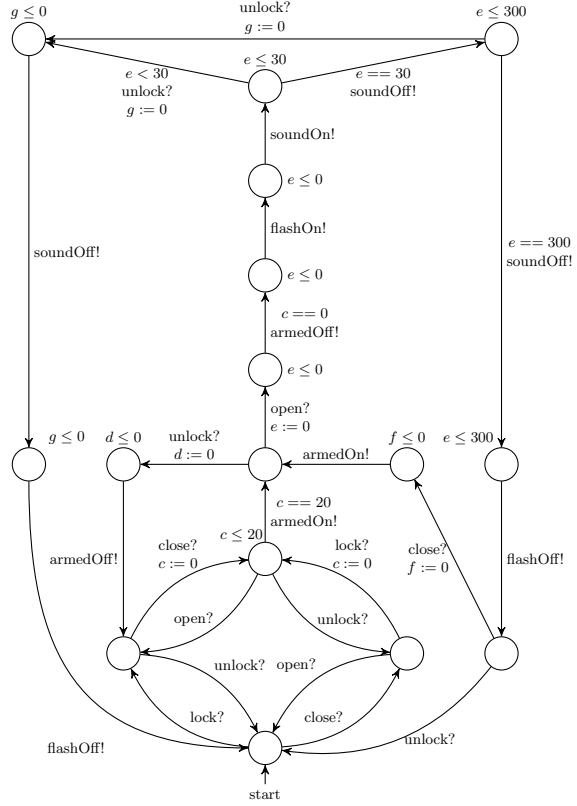 g ≤ 0
unlock?
g := 0
e ≤ 300
e ≤ 30
e < 30
unlock?
g := 0
e == 30
soundOff!
soundOn!
e ≤ 0
flashOn!
soundOff!
e == 300
soundOff!
e ≤ 0
c == 0
armedOff!
e ≤ 0
open?
e := 0
g ≤ 0
d ≤ 0
unlock?
d := 0
armedOn!
f ≤ 0
e ≤ 300
c == 20
armedOn!
c ≤ 20
armedOff!
close?
c := 0
lock?
c := 0
close?
f := 0
flashOff!
open?
unlock?
unlock?
open?
lock?
close?
flashOff!
unlock?
start